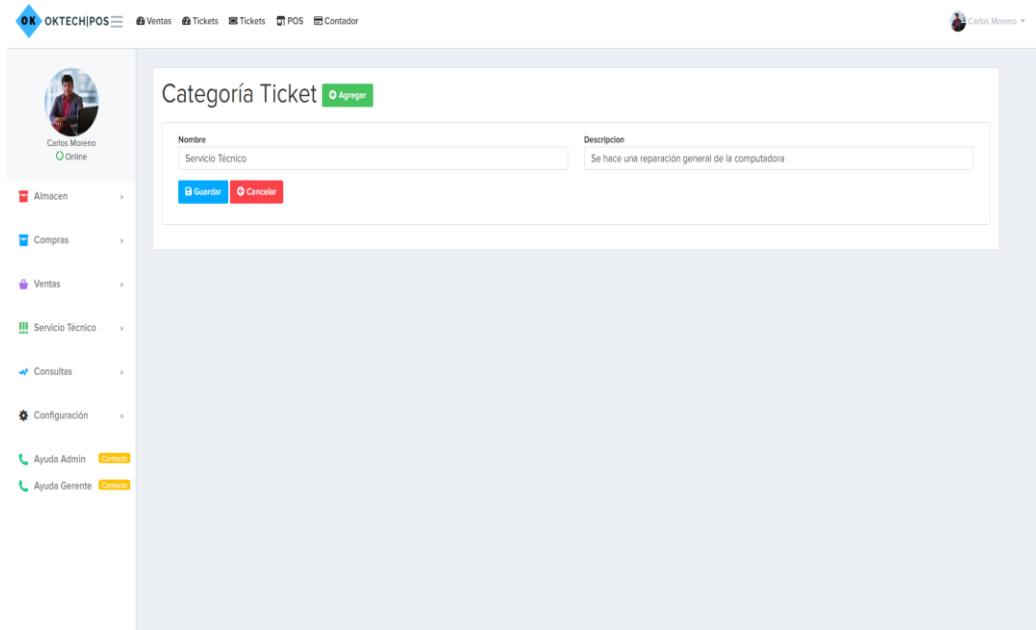 OK OKTECH|POS Ventas Tickets Tickets POS Contador Carlos Moreno
Carlos Moreno
Online
Almacen
Compras
Ventas
Servicio Técnico
Consultas
Configuración
Ayuda Admin Contacto
Ayuda Gerente Contacto
Categoría Ticket Agregar
Nombre Descripcion
Servicio Técnico Se hace una reparación general de la computadora
Guardar Cancelar